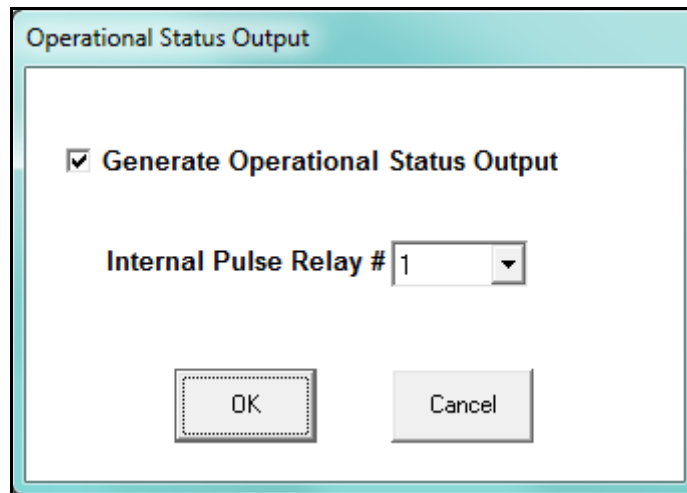 Operational Status Output
Generate Operational Status Output
Internal Pulse Relay # 1
OK Cancel